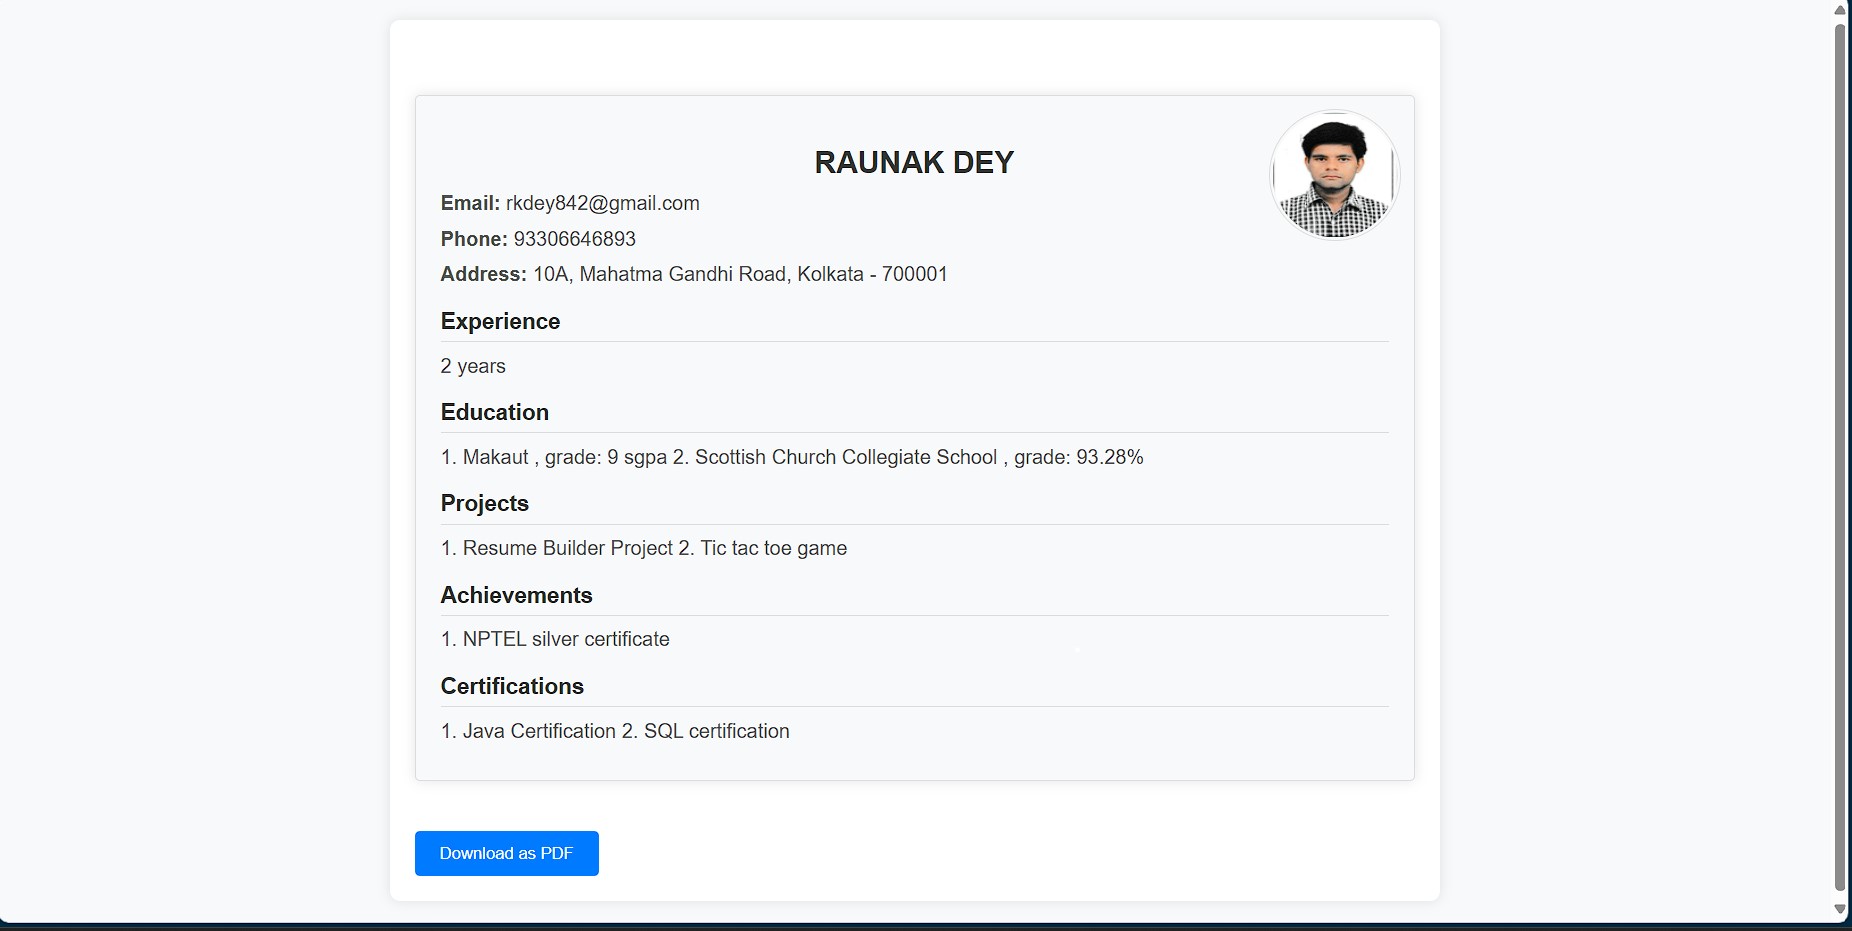 RAUNAK DEY
Email: rkdey842@gmail.com
Phone: 93306646893
Address: 10A, Mahatma Gandhi Road, Kolkata - 700001
Experience
2 years
Education
1. Makaut , grade: 9 sgpa 2. Scottish Church Collegiate School , grade: 93.28%
Projects
1. Resume Builder Project 2. Tic tac toe game
Achievements
1. NPTEL silver certificate
Certifications
1. Java Certification 2. SQL certification
Download as PDF